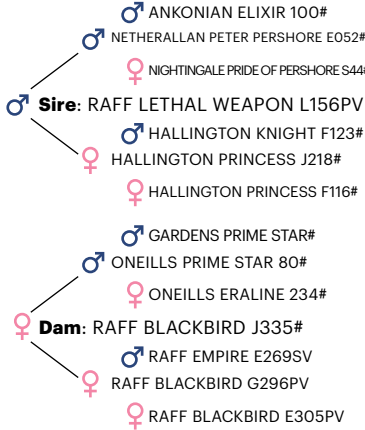 ANKONIAN ELIXIR 100#
NETHERALLAN PETER PERSHORE E052#
NIGHTINGALE PRIDE OF PERSHORE S44#
Sire: RAFF LETHAL WEAPON L156PV
HALLINGTON KNIGHT F123#
HALLINGTON PRINCESS J218#
HALLINGTON PRINCESS F116#
GARDENS PRIME STAR#
ONEILLS PRIME STAR 80#
ONEILLS ERALINE 234#
Dam: RAFF BLACKBIRD J335#
RAFF EMPIRE E269SV
RAFF BLACKBIRD G296PV
RAFF BLACKBIRD E305PV